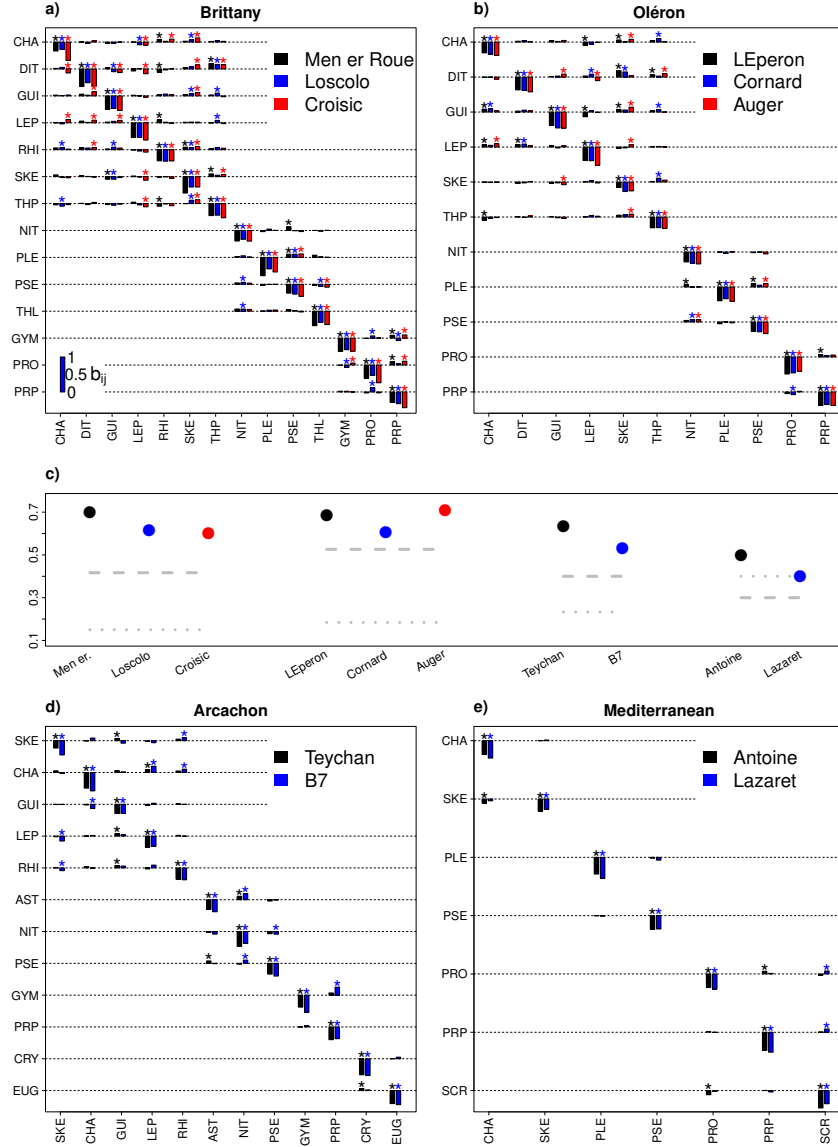 a) Brittany
CHA
DIT
GUI
LEP
RHI
SKE
THP
NIT
PLE
PSE
THL
GYM
PRO
PRP
Men er Roue
Loscolo
Croisic
1
0.5 bij
0
CHA DIT GUI LEP RHI SKE THP NIT PLE PSE THL GYM PRO PRP
b) Oléron
CHA
DIT
GUI
LEP
SKE
THP
NIT
PLE
PSE
PRO
PRP
LEperon
Cornard
Auger
CHA DIT GUI LEP SKE THP NIT PLE PSE PRO PRP
c)
0.7
0.5
0.3
0.1
Men er. Loscolo Croisic LEperon Cornard Auger Teychan B7 Antoine Lazaret
d) Arcachon
SKE
CHA
GUI
LEP
RHI
AST
NIT
PSE
GYM
PRP
CRY
EUG
Teychan
B7
SKE CHA GUI LEP RHI AST NIT PSE GYM PRP CRY EUG
e) Mediterranean
CHA
SKE
PLE
PSE
PRO
PRP
SCR
Antoine
Lazaret
CHA SKE PLE PSE PRO PRP SCR